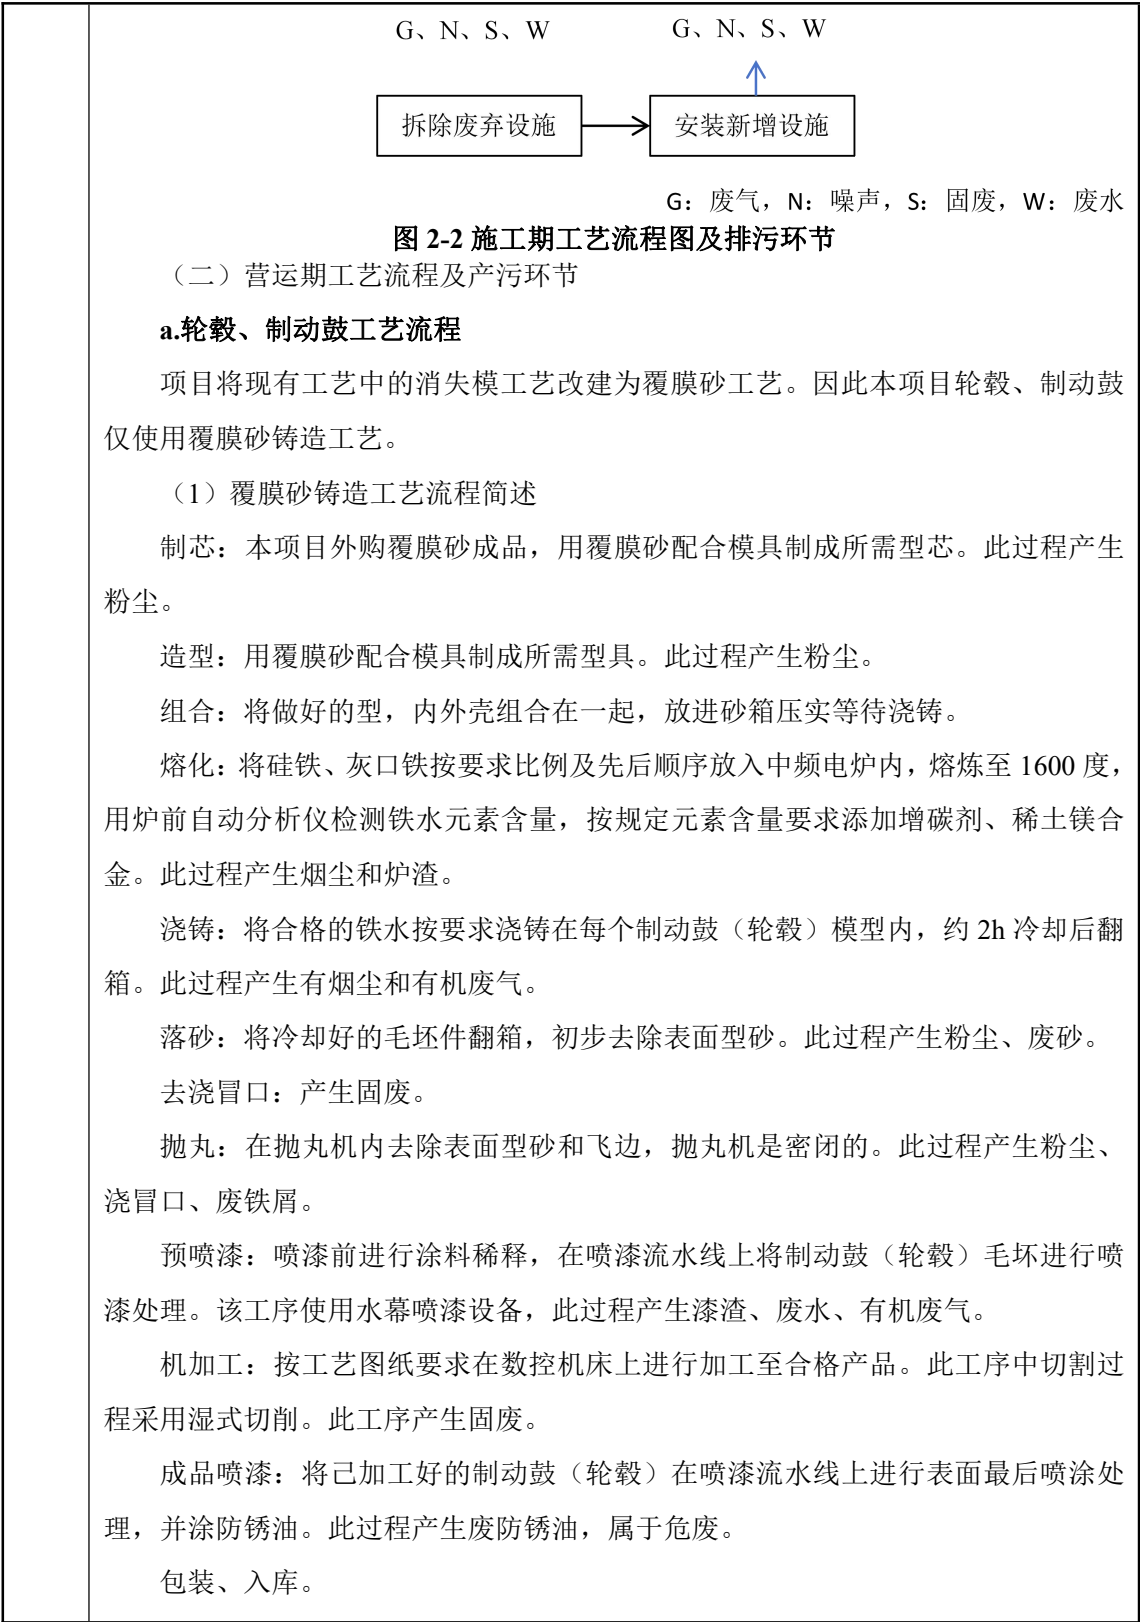 G、N、S、W
G、N、S、W
拆除废弃设施
安装新增设施
G：废气，N：噪声，S：固废，W：废水
图 2-2 施工期工艺流程图及排污环节
（二）营运期工艺流程及产污环节
a.轮毂、制动鼓工艺流程
项目将现有工艺中的消失模工艺改建为覆膜砂工艺。因此本项目轮毂、制动鼓
仅使用覆膜砂铸造工艺。
（1）覆膜砂铸造工艺流程简述
制芯：本项目外购覆膜砂成品，用覆膜砂配合模具制成所需型芯。此过程产生
粉尘。
造型：用覆膜砂配合模具制成所需型具。此过程产生粉尘。
组合：将做好的型，内外壳组合在一起，放进砂箱压实等待浇铸。
熔化：将硅铁、灰口铁按要求比例及先后顺序放入中频电炉内，熔炼至 1600 度，
用炉前自动分析仪检测铁水元素含量，按规定元素含量要求添加增碳剂、稀土镁合
金。此过程产生烟尘和炉渣。
浇铸：将合格的铁水按要求浇铸在每个制动鼓（轮毂）模型内，约 2h 冷却后翻
箱。此过程产生有烟尘和有机废气。
落砂：将冷却好的毛坯件翻箱，初步去除表面型砂。此过程产生粉尘、废砂。
去浇冒口：产生固废。
抛丸：在抛丸机内去除表面型砂和飞边，抛丸机是密闭的。此过程产生粉尘、
浇冒口、废铁屑。
预喷漆：喷漆前进行涂料稀释，在喷漆流水线上将制动鼓（轮毂）毛坯进行喷
漆处理。该工序使用水幕喷漆设备，此过程产生漆渣、废水、有机废气。
机加工：按工艺图纸要求在数控机床上进行加工至合格产品。此工序中切割过
程采用湿式切削。此工序产生固废。
成品喷漆：将己加工好的制动鼓（轮毂）在喷漆流水线上进行表面最后喷涂处
理，并涂防锈油。此过程产生废防锈油，属于危废。
包装、入库。